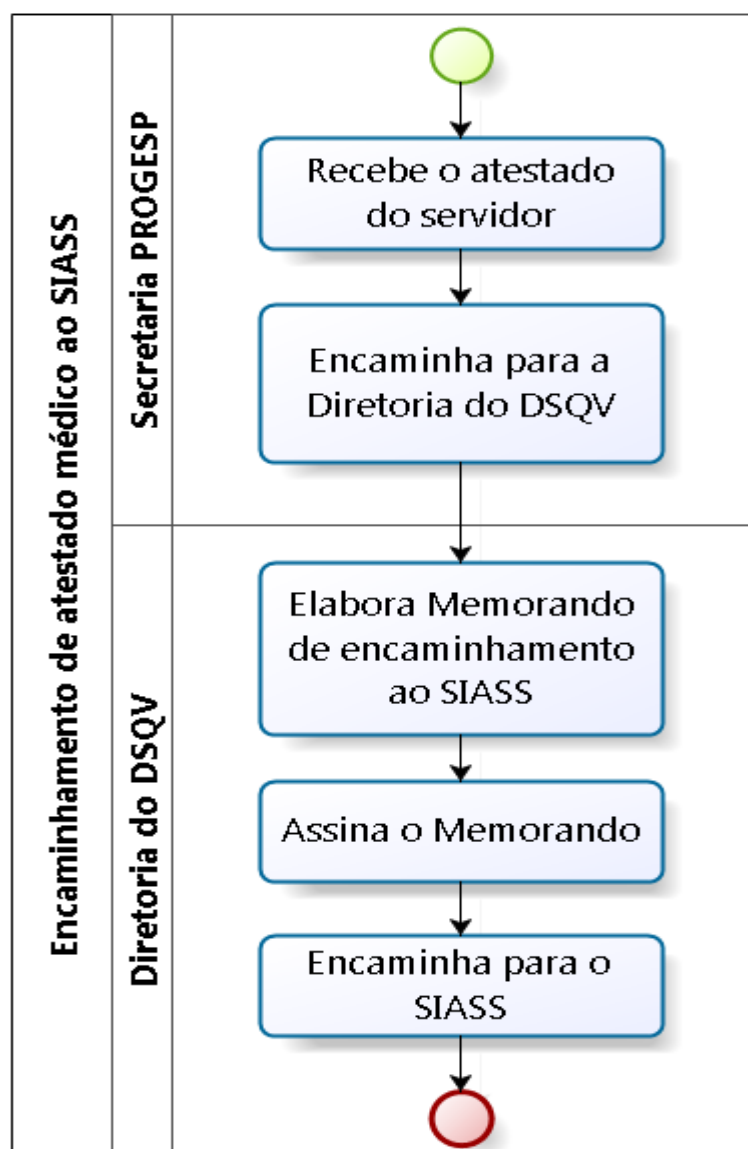 Encaminhamento de atestado médico ao SIASS
Secretaria PROGESP
Recebe o atestado
do servidor
Encaminha para a
Diretoria do DSQV
Diretoria do DSQV
Elabora Memorando
de encaminhamento
ao SIASS
Assina o Memorando
Encaminha para o
SIASS